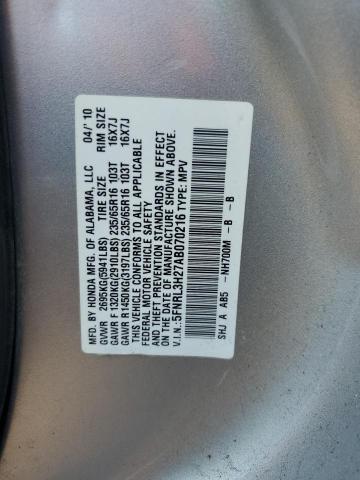 MFD. BY HONDA MFG. OF ALABAMA, LLC 04/'10
GVWR 2695KG(5941LBS) TIRE SIZE RIM SIZE
GAWR F 1320KG(2910LBS) 235/65R16 103T 16X7J
GAWR R 1450KG(3197LBS) 235/65R16 103T 16X7J
THIS VEHICLE CONFORMS TO ALL APPLICABLE
FEDERAL MOTOR VEHICLE SAFETY
AND THEFT PREVENTION STANDARDS IN EFFECT
ON THE DATE OF MANUFACTURE SHOWN ABOVE.
V.I.N.: 5FNRL3H27AB070216 TYPE: MPV
SHJ A AB5 - NH700M - B - B